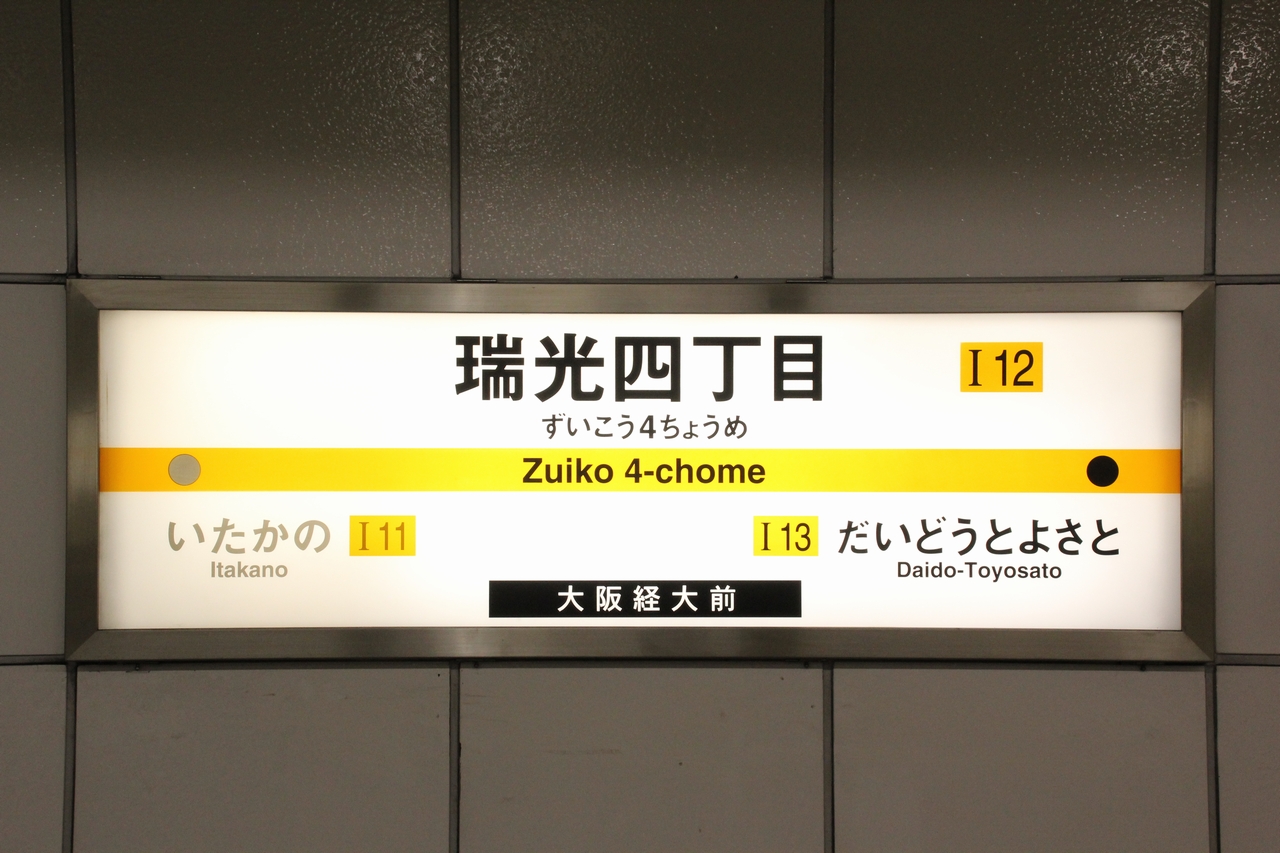 瑞光四丁目
I 12
ずいこう4ちょうめ
Zuiko 4-chome
いたかの I 11
Itakano
I 13 だいどうとよさと
Daido-Toyosato
大阪経大前